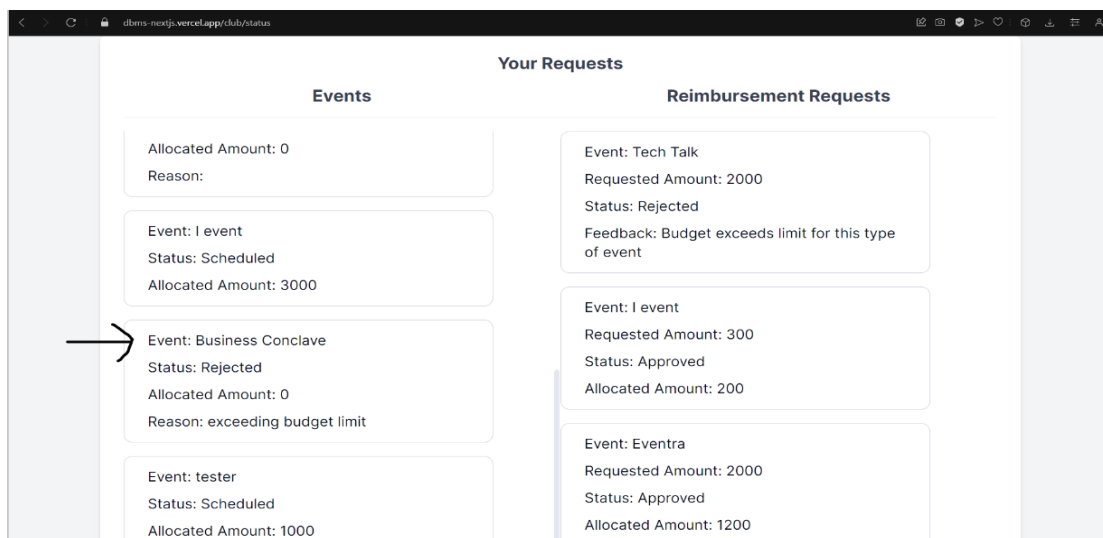 dbms-nextjs.vercel.app/club/status
Your Requests
Events
Allocated Amount: 0
Reason:
Event: I event
Status: Scheduled
Allocated Amount: 3000
Event: Business Conclave
Status: Rejected
Allocated Amount: 0
Reason: exceeding budget limit
Event: tester
Status: Scheduled
Allocated Amount: 1000
Reimbursement Requests
Event: Tech Talk
Requested Amount: 2000
Status: Rejected
Feedback: Budget exceeds limit for this type
of event
Event: I event
Requested Amount: 300
Status: Approved
Allocated Amount: 200
Event: Eventra
Requested Amount: 2000
Status: Approved
Allocated Amount: 1200